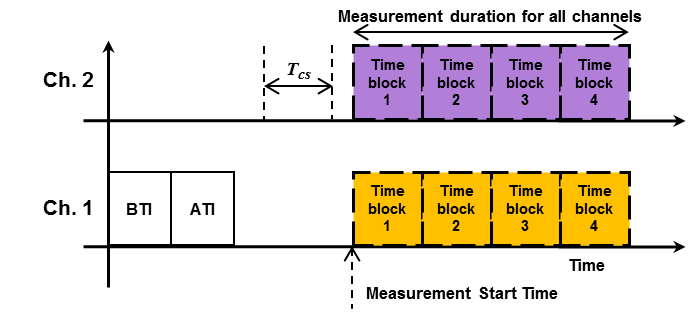 Measurement duration for all channels
Ch. 2
Tcs
Time block 1
Time block 2
Time block 3
Time block 4
Ch. 1
BTI
ATI
Time block 1
Time block 2
Time block 3
Time block 4
Time
Measurement Start Time